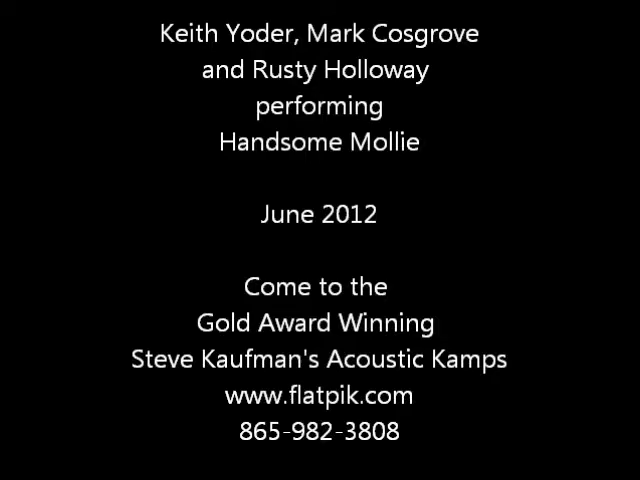 Keith Yoder, Mark Cosgrove
and Rusty Holloway
performing
Handsome Mollie
June 2012
Come to the
Gold Award Winning
Steve Kaufman's Acoustic Kamps
www.flatpik.com
865-982-3808